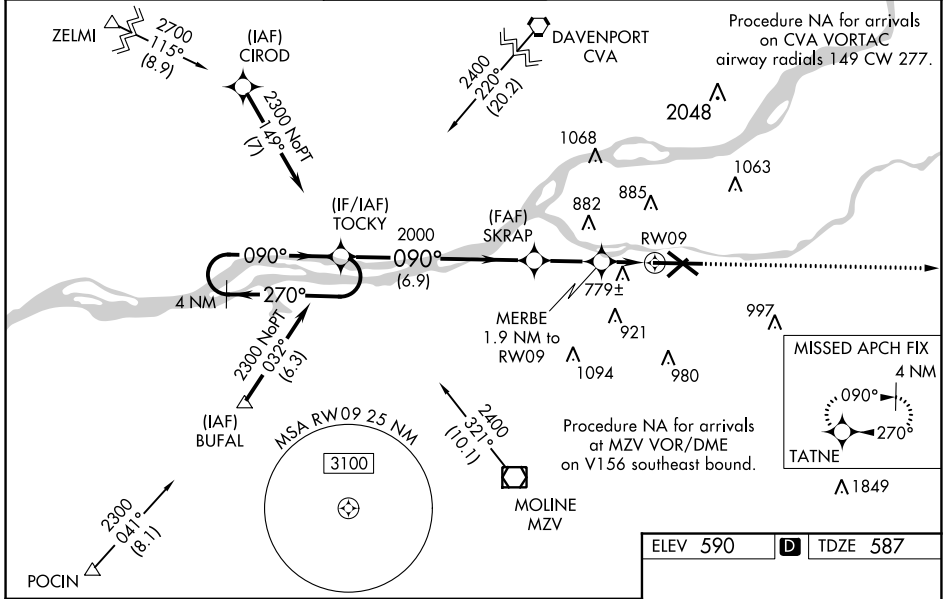 ZELMI
2700
115°
(8.9)
(IAF)
CIROD
2300 NoPT
149°
(7)
DAVENPORT
CVA
2400
220°
(20.2)
Procedure NA for arrivals
on CVA VORTAC
airway radials 149 CW 277.
2048
1068
1063
885
882
(IF/IAF)
TOCKY
2000
090°
(6.9)
(FAF)
SKRAP
RW09
090°
270°
4 NM
779±
MERBE
1.9 NM to
RW09
921
997
1094
980
2300 NoPT
032°
(6.3)
(IAF)
BUFAL
MISSED APCH FIX
4 NM
090°
270°
TATNE
MSA RW09 25 NM
3100
2400
321°
(10.1)
MOLINE
MZV
Procedure NA for arrivals
at MZV VOR/DME
on V156 southeast bound.
1849
2300
041°
(8.1)
POCIN
ELEV 590 D TDZE 587